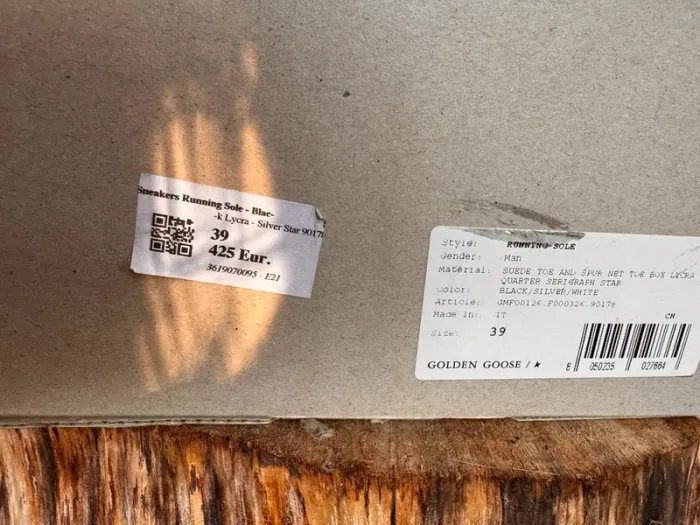 Sneakers Running Sole - Blac-
-k Lycra - Silver Star 90178
39
425 Eur.
3619070095 - E21
Style: RUNNING SOLE
Gender: Man
Material: SUEDE TOE AND SPUR NET TOE BOX LYCRA
QUARTER SERIGRAPH STAR
Color: BLACK/SILVER/WHITE
Article: GMF00126.F000326.90178
Made in: IT
CH
Size: 39
GOLDEN GOOSE / ★
8 050235 027664